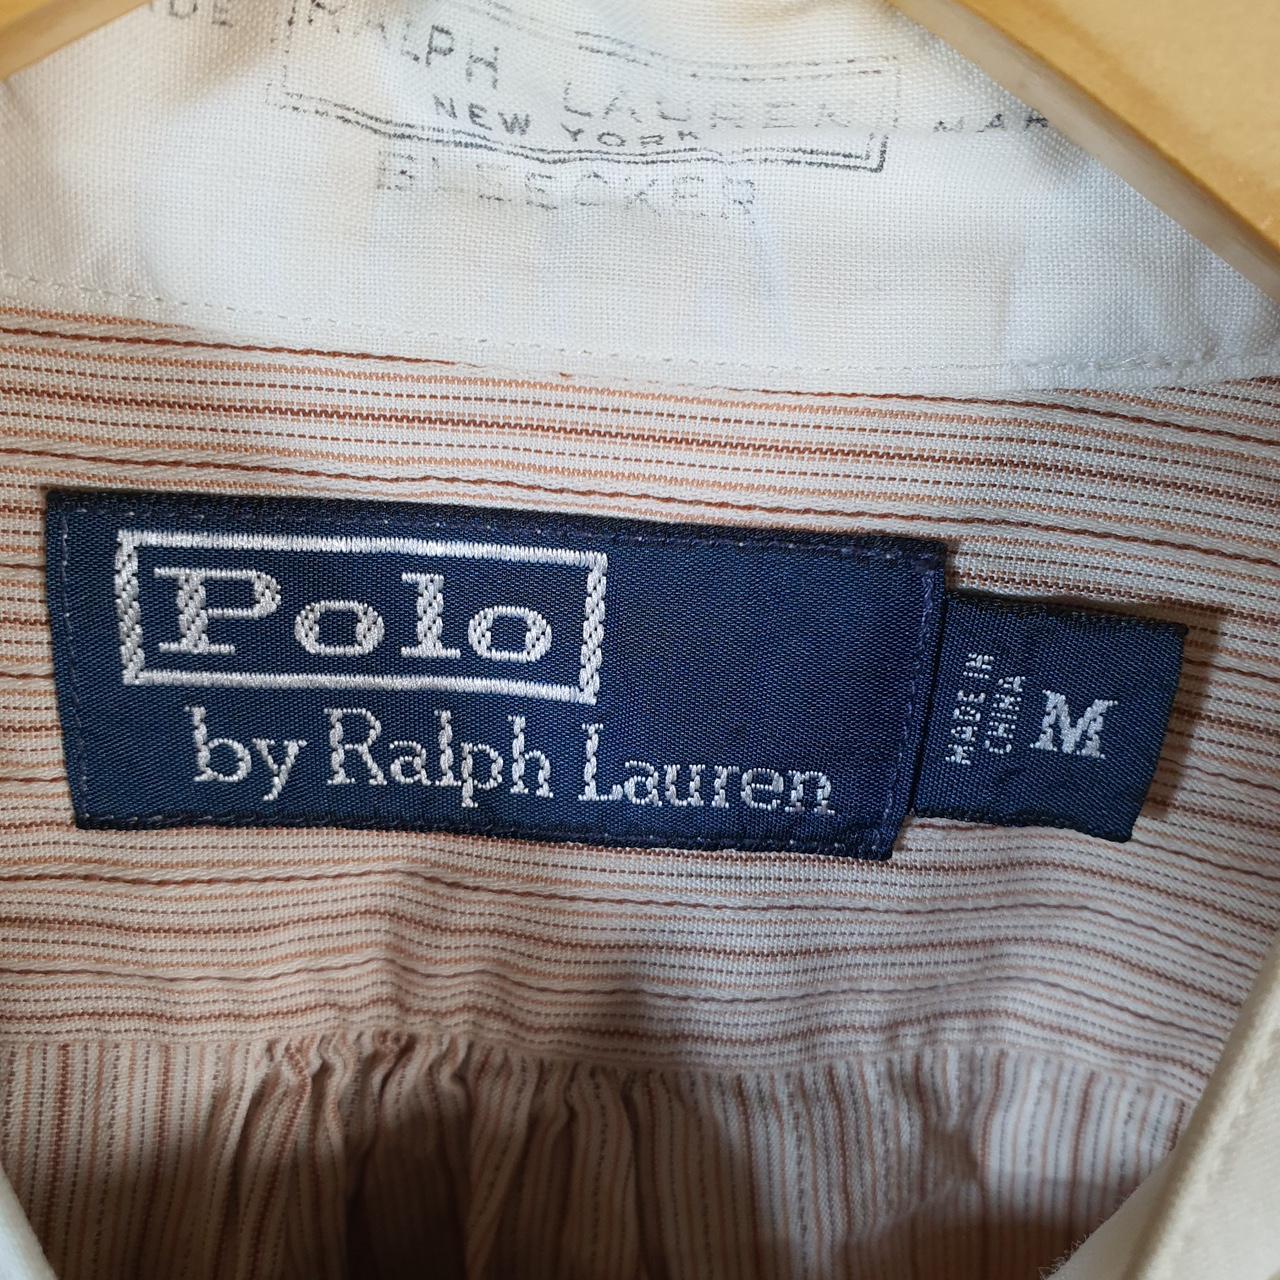 RALPH LAUREN
NEW YORK
BLEECKER
Polo
by Ralph Lauren
MADE IN
CHINA
M